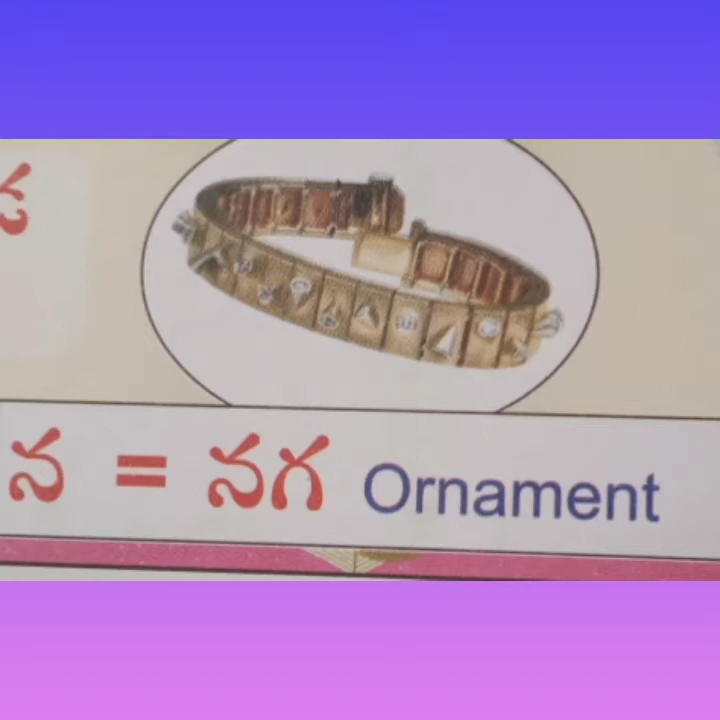 డ
న = నగ Ornament